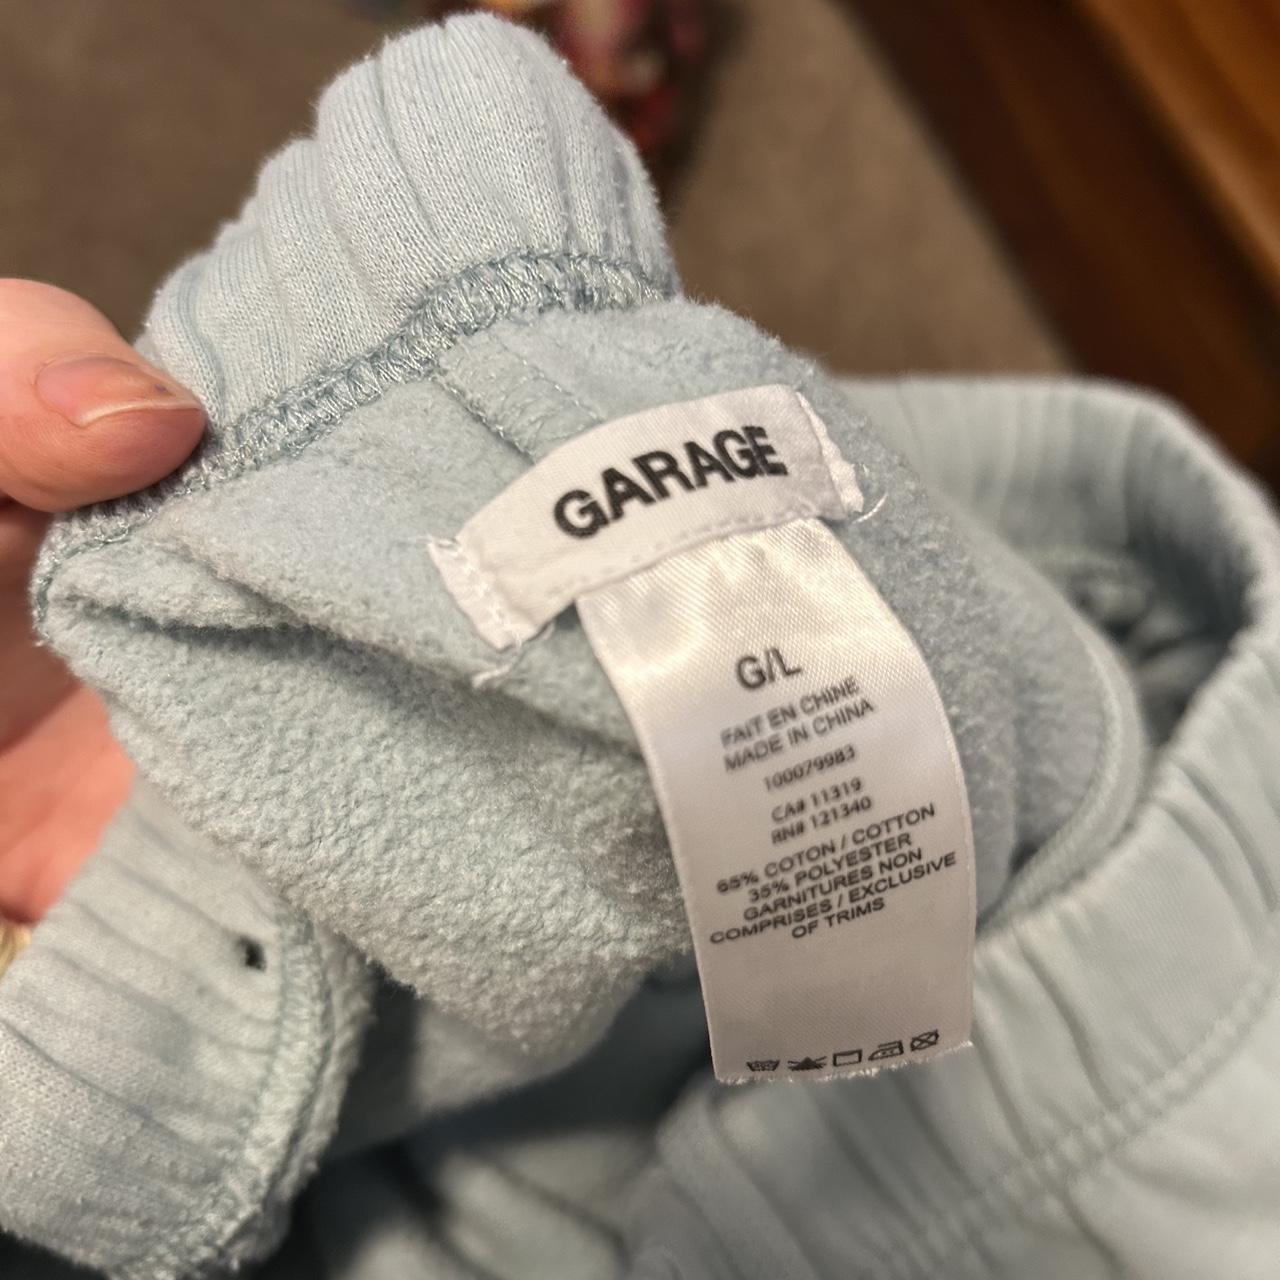 GARAGE
G/L
FAIT EN CHINE
MADE IN CHINA
100079983
CA# 11319
RN# 121340
65% COTON / COTTON
35% POLYESTER
GARNITURES NON
COMPRISES / EXCLUSIVE
OF TRIMS